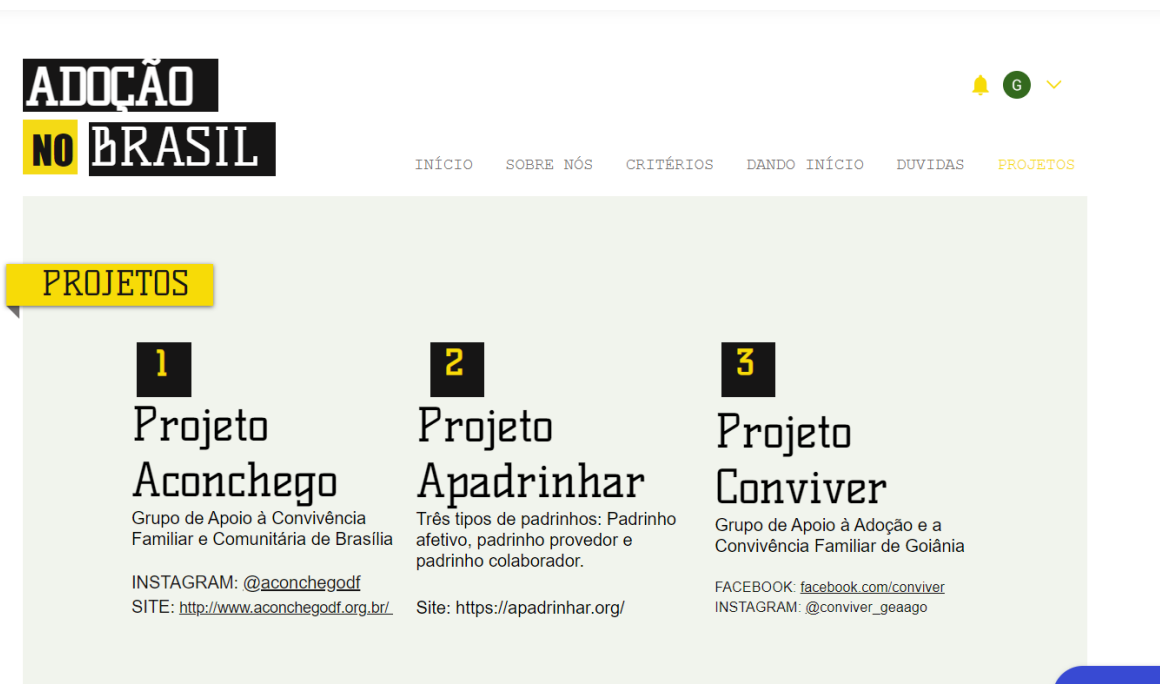 ADOÇÃO
NO BRASIL
G
INÍCIO SOBRE NÓS CRITÉRIOS DANDO INÍCIO DUVIDAS PROJETOS
PROJETOS
1
Projeto
Aconchego
Grupo de Apoio à Convivência
Familiar e Comunitária de Brasília
INSTAGRAM: @aconchegodf
SITE: http://www.aconchegodf.org.br/
2
Projeto
Apadrinhar
Três tipos de padrinhos: Padrinho
afetivo, padrinho provedor e
padrinho colaborador.
Site: https://apadrinhar.org/
3
Projeto
Conviver
Grupo de Apoio à Adoção e a
Convivência Familiar de Goiânia
FACEBOOK: facebook.com/conviver
INSTAGRAM: @conviver_geaago